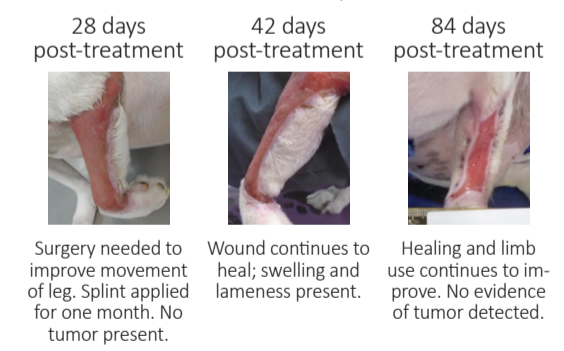 28 days
post-treatment
42 days
post-treatment
84 days
post-treatment
Surgery needed to
improve movement
of leg. Splint applied
for one month. No
tumor present.
Wound continues to
heal; swelling and
lameness present.
Healing and limb
use continues to im-
prove. No evidence
of tumor detected.